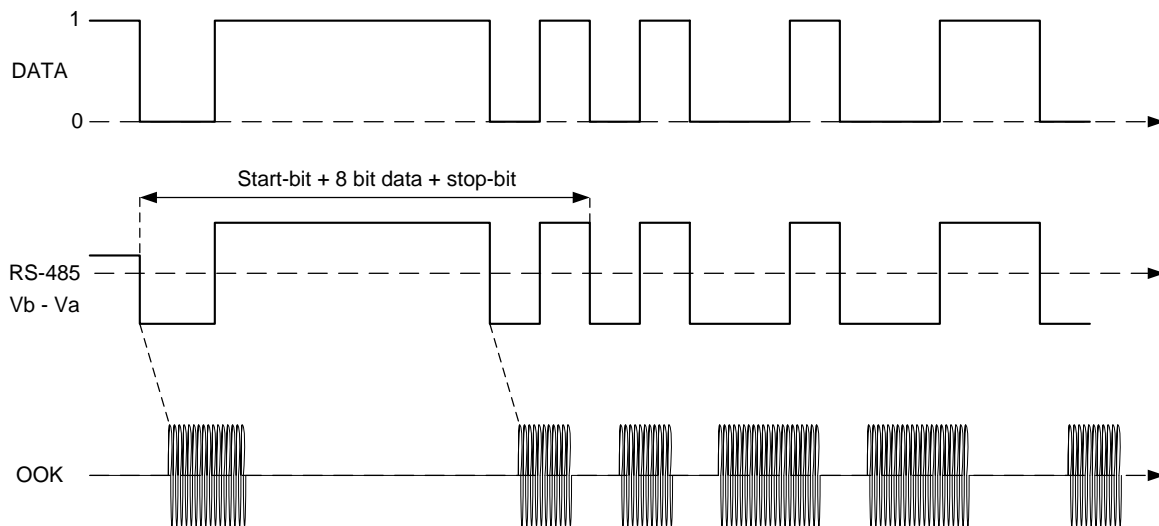 1
DATA
0
Start-bit + 8 bit data + stop-bit
RS-485
Vb - Va
OOK